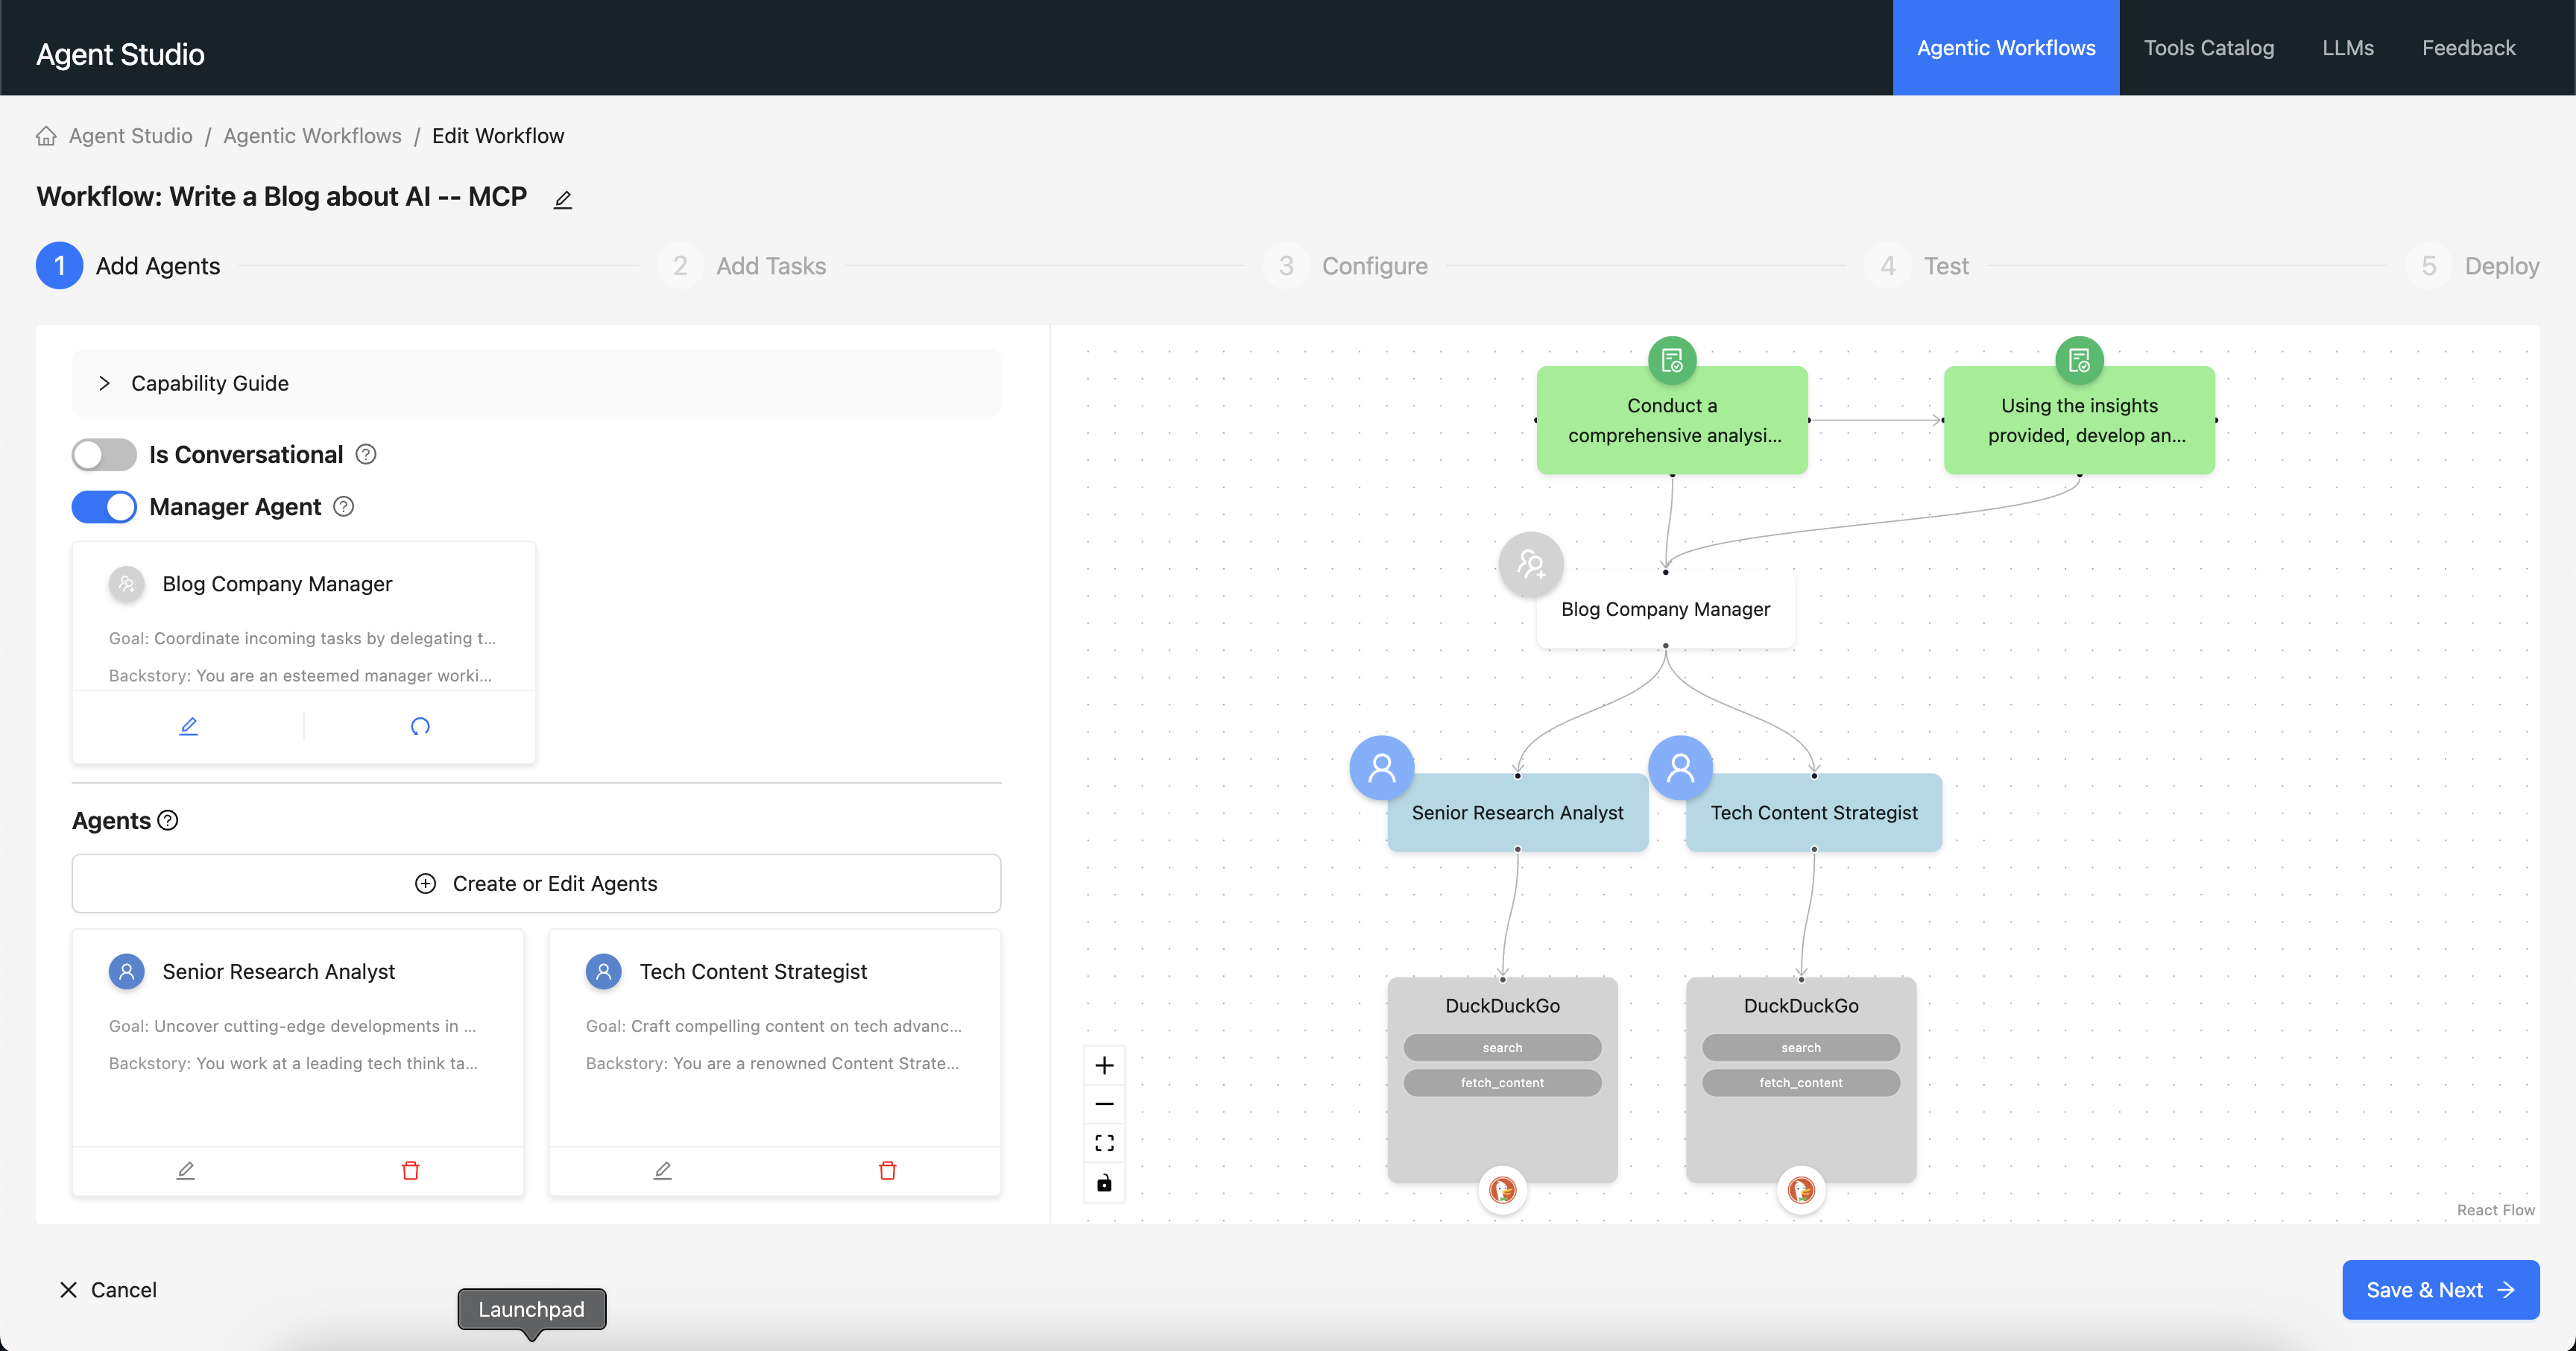 Agent Studio
Agentic Workflows
Tools Catalog
LLMs
Feedback
Agent Studio / Agentic Workflows / Edit Workflow
Workflow: Write a Blog about AI -- MCP
1 Add Agents
2 Add Tasks
3 Configure
4 Test
5 Deploy
Capability Guide
Is Conversational
Manager Agent
Blog Company Manager
Goal: Coordinate incoming tasks by delegating t...
Backstory: You are an esteemed manager worki...
Agents
Create or Edit Agents
Senior Research Analyst
Goal: Uncover cutting-edge developments in ...
Backstory: You work at a leading tech think ta...
Tech Content Strategist
Goal: Craft compelling content on tech advanc...
Backstory: You are a renowned Content Strate...
Conduct a
comprehensive analysi...
Using the insights
provided, develop an...
Blog Company Manager
Senior Research Analyst
Tech Content Strategist
DuckDuckGo
search
fetch_content
DuckDuckGo
search
fetch_content
React Flow
Cancel
Launchpad
Save & Next